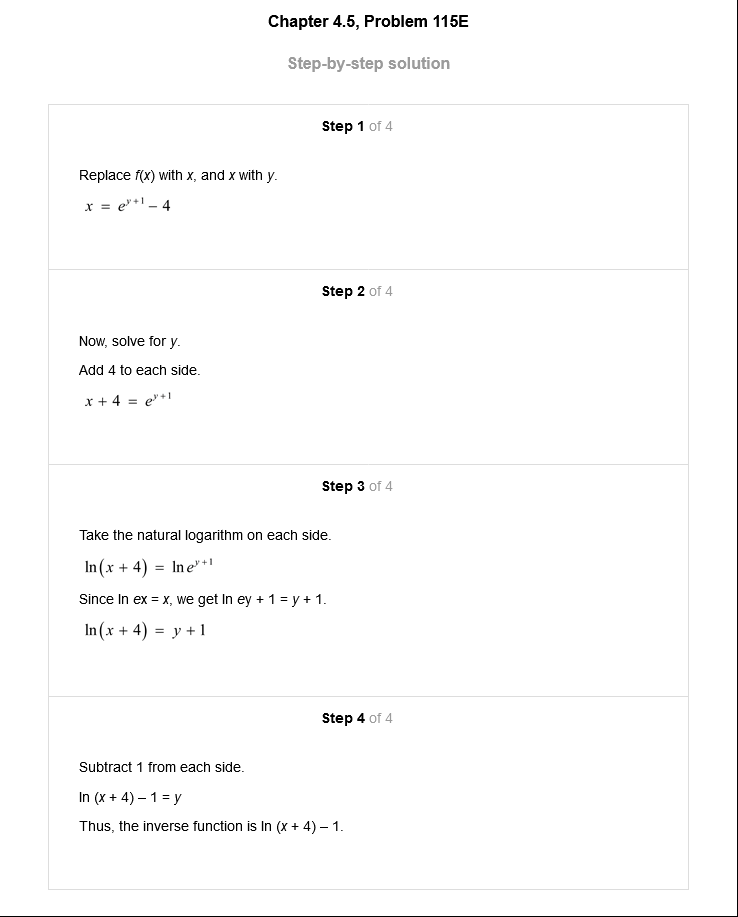 Chapter 4.5, Problem 115E
Step-by-step solution
Step 1 of 4
Replace f(x) with x, and x with y.
x = e^{y+1} – 4
Step 2 of 4
Now, solve for y.
Add 4 to each side.
x + 4 = e^{y+1}
Step 3 of 4
Take the natural logarithm on each side.
ln(x + 4) = ln e^{y+1}
Since ln ex = x, we get ln ey + 1 = y + 1.
ln(x + 4) = y + 1
Step 4 of 4
Subtract 1 from each side.
ln (x + 4) – 1 = y
Thus, the inverse function is ln (x + 4) – 1.